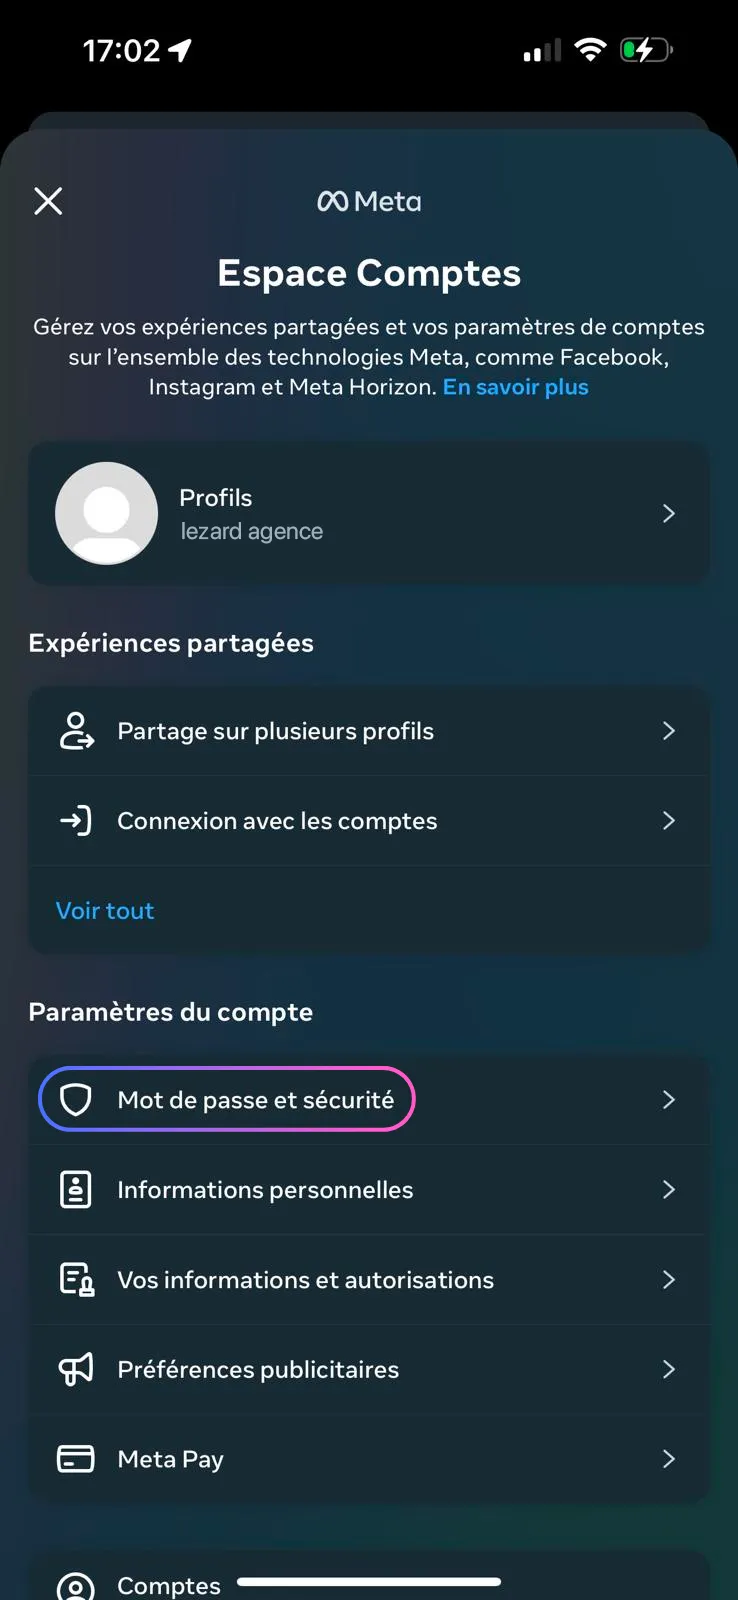 17:02
Meta
Espace Comptes
Gérez vos expériences partagées et vos paramètres de comptes
sur l’ensemble des technologies Meta, comme Facebook,
Instagram et Meta Horizon. En savoir plus
Profils
lezard agence
Expériences partagées
Partage sur plusieurs profils
Connexion avec les comptes
Voir tout
Paramètres du compte
Mot de passe et sécurité
Informations personnelles
Vos informations et autorisations
Préférences publicitaires
Meta Pay
Comptes